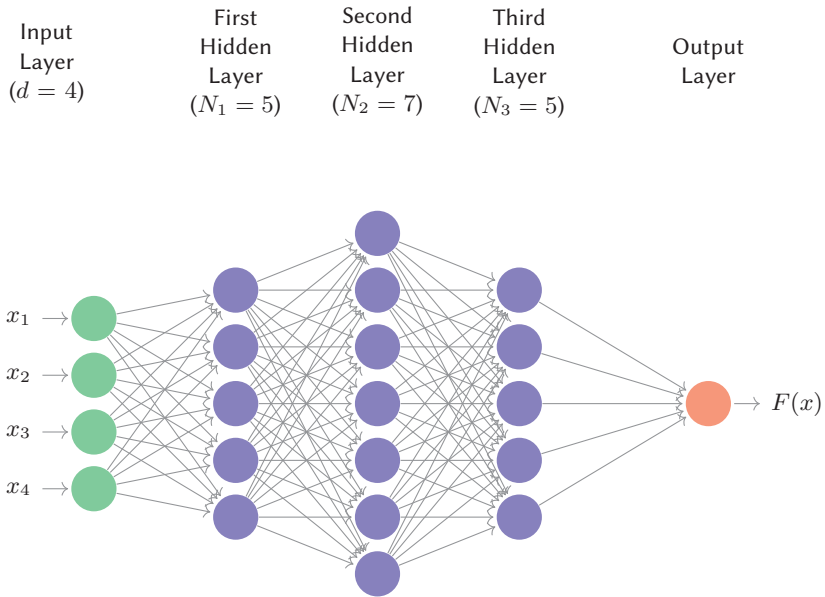 Input
Layer
(d = 4)
First
Hidden
Layer
(N₁ = 5)
Second
Hidden
Layer
(N₂ = 7)
Third
Hidden
Layer
(N₃ = 5)
Output
Layer
x₁
x₂
x₃
x₄
F(x)